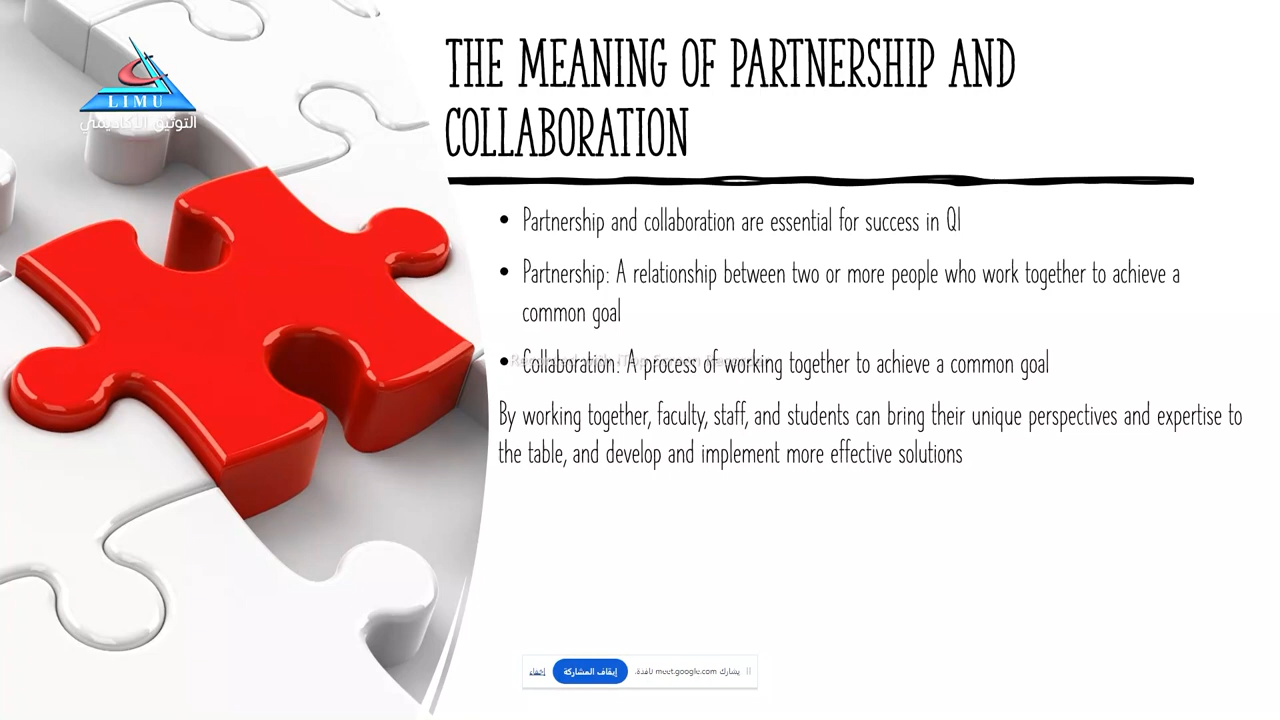 THE MEANING OF PARTNERSHIP AND
COLLABORATION
LIMU
التوثيق الأكاديمي
• Partnership and collaboration are essential for success in QI
• Partnership: A relationship between two or more people who work together to achieve a
common goal
• Collaboration: A process of working together to achieve a common goal
By working together, faculty, staff, and students can bring their unique perspectives and expertise to
the table, and develop and implement more effective solutions
يشارك meet.google.com نافذة.
إيقاف المشاركة
إخفاء